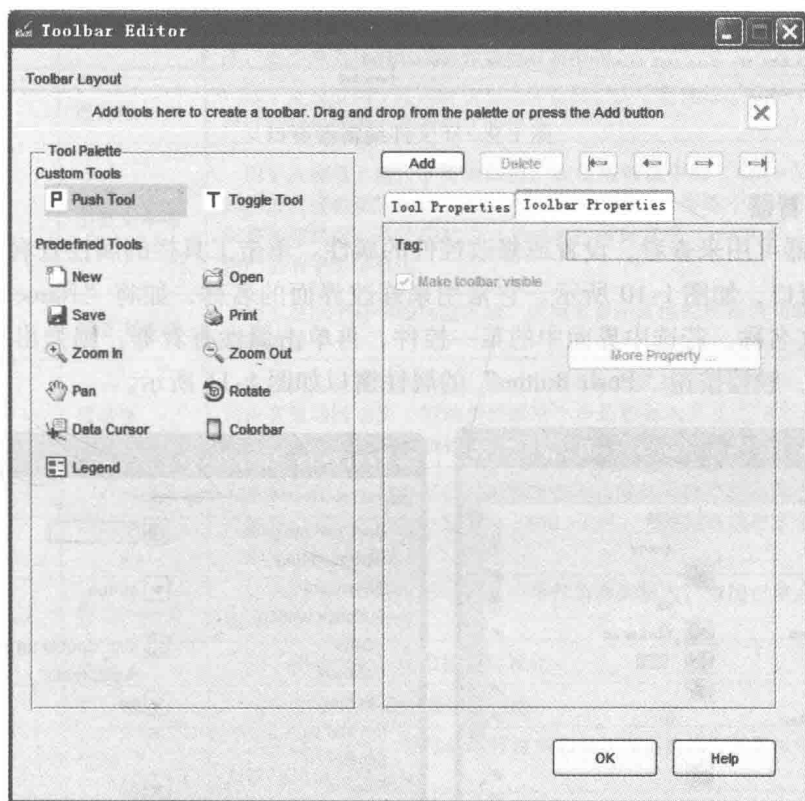 Toolbar Editor
Toolbar Layout
Add tools here to create a toolbar. Drag and drop from the palette or press the Add button
Tool Palette
Custom Tools
P Push Tool
T Toggle Tool
Predefined Tools
New
Open
Save
Print
Zoom In
Zoom Out
Pan
Rotate
Data Cursor
Colorbar
Legend
Add
Delete
Tool Properties
Toolbar Properties
Tag:
Make toolbar visible
More Property ...
OK
Help